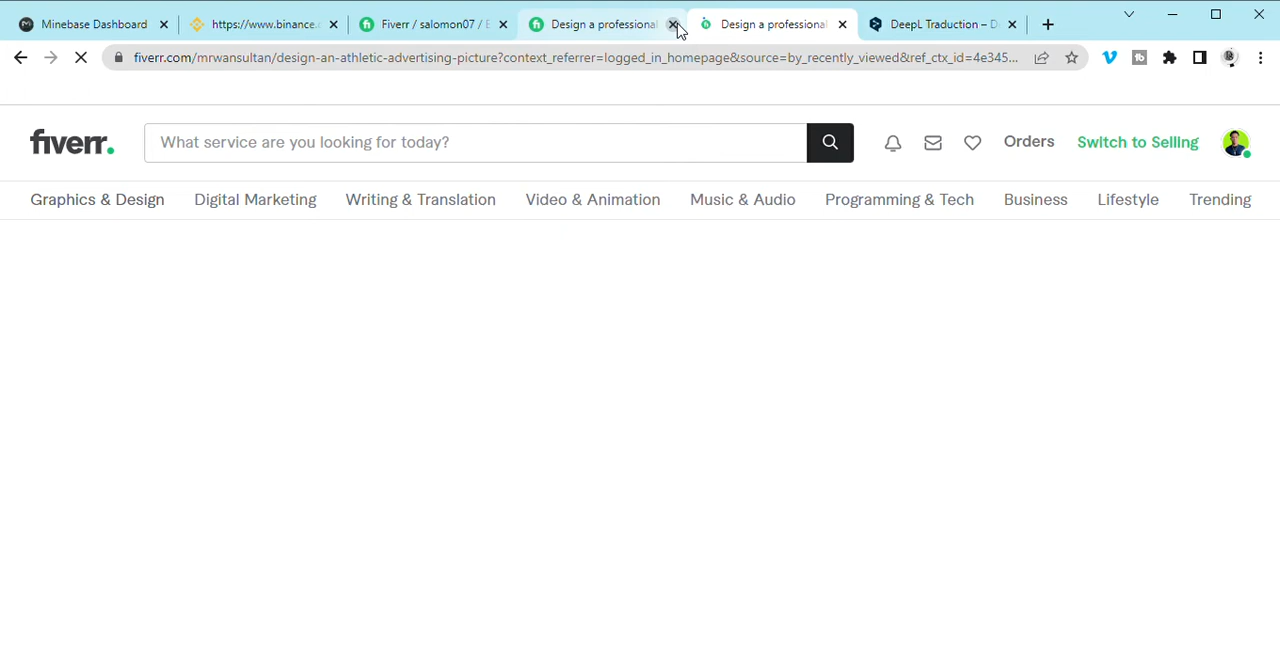 Minebase Dashboard
https://www.binance.
Fiverr / salomon07 /
Design a professional
Design a professional
DeepL Traduction –
fiverr.com/mrwansultan/design-an-athletic-advertising-picture?context_referrer=logged_in_homepage&source=by_recently_viewed&ref_ctx_id=4e345...
fiverr.
What service are you looking for today?
Orders
Switch to Selling
Graphics & Design
Digital Marketing
Writing & Translation
Video & Animation
Music & Audio
Programming & Tech
Business
Lifestyle
Trending